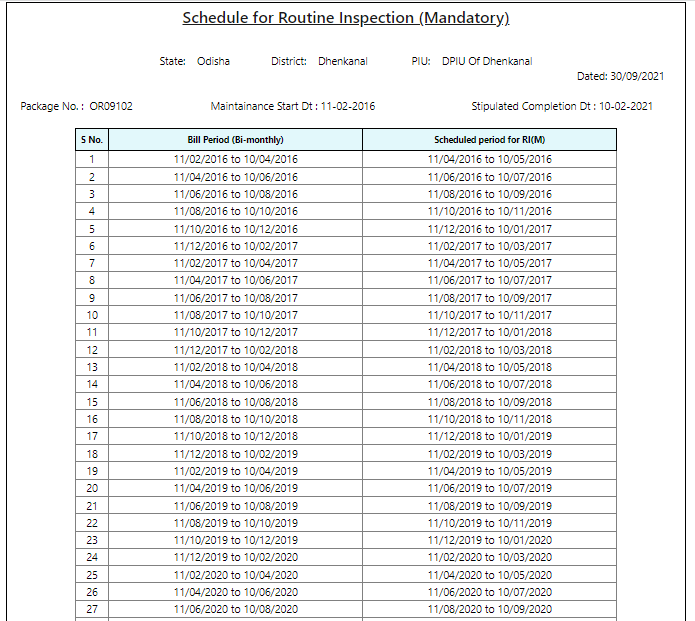 Schedule for Routine Inspection (Mandatory)
State: Odisha District: Dhenkanal PIU: DPIU Of Dhenkanal
Dated: 30/09/2021
Package No. : OR09102 Maintainance Start Dt : 11-02-2016 Stipulated Completion Dt : 10-02-2021
S No. Bill Period (Bi-monthly) Scheduled period for RI(M)
1 11/02/2016 to 10/04/2016 11/04/2016 to 10/05/2016
2 11/04/2016 to 10/06/2016 11/06/2016 to 10/07/2016
3 11/06/2016 to 10/08/2016 11/08/2016 to 10/09/2016
4 11/08/2016 to 10/10/2016 11/10/2016 to 10/11/2016
5 11/10/2016 to 10/12/2016 11/12/2016 to 10/01/2017
6 11/12/2016 to 10/02/2017 11/02/2017 to 10/03/2017
7 11/02/2017 to 10/04/2017 11/04/2017 to 10/05/2017
8 11/04/2017 to 10/06/2017 11/06/2017 to 10/07/2017
9 11/06/2017 to 10/08/2017 11/08/2017 to 10/09/2017
10 11/08/2017 to 10/10/2017 11/10/2017 to 10/11/2017
11 11/10/2017 to 10/12/2017 11/12/2017 to 10/01/2018
12 11/12/2017 to 10/02/2018 11/02/2018 to 10/03/2018
13 11/02/2018 to 10/04/2018 11/04/2018 to 10/05/2018
14 11/04/2018 to 10/06/2018 11/06/2018 to 10/07/2018
15 11/06/2018 to 10/08/2018 11/08/2018 to 10/09/2018
16 11/08/2018 to 10/10/2018 11/10/2018 to 10/11/2018
17 11/10/2018 to 10/12/2018 11/12/2018 to 10/01/2019
18 11/12/2018 to 10/02/2019 11/02/2019 to 10/03/2019
19 11/02/2019 to 10/04/2019 11/04/2019 to 10/05/2019
20 11/04/2019 to 10/06/2019 11/06/2019 to 10/07/2019
21 11/06/2019 to 10/08/2019 11/08/2019 to 10/09/2019
22 11/08/2019 to 10/10/2019 11/10/2019 to 10/11/2019
23 11/10/2019 to 10/12/2019 11/12/2019 to 10/01/2020
24 11/12/2019 to 10/02/2020 11/02/2020 to 10/03/2020
25 11/02/2020 to 10/04/2020 11/04/2020 to 10/05/2020
26 11/04/2020 to 10/06/2020 11/06/2020 to 10/07/2020
27 11/06/2020 to 10/08/2020 11/08/2020 to 10/09/2020